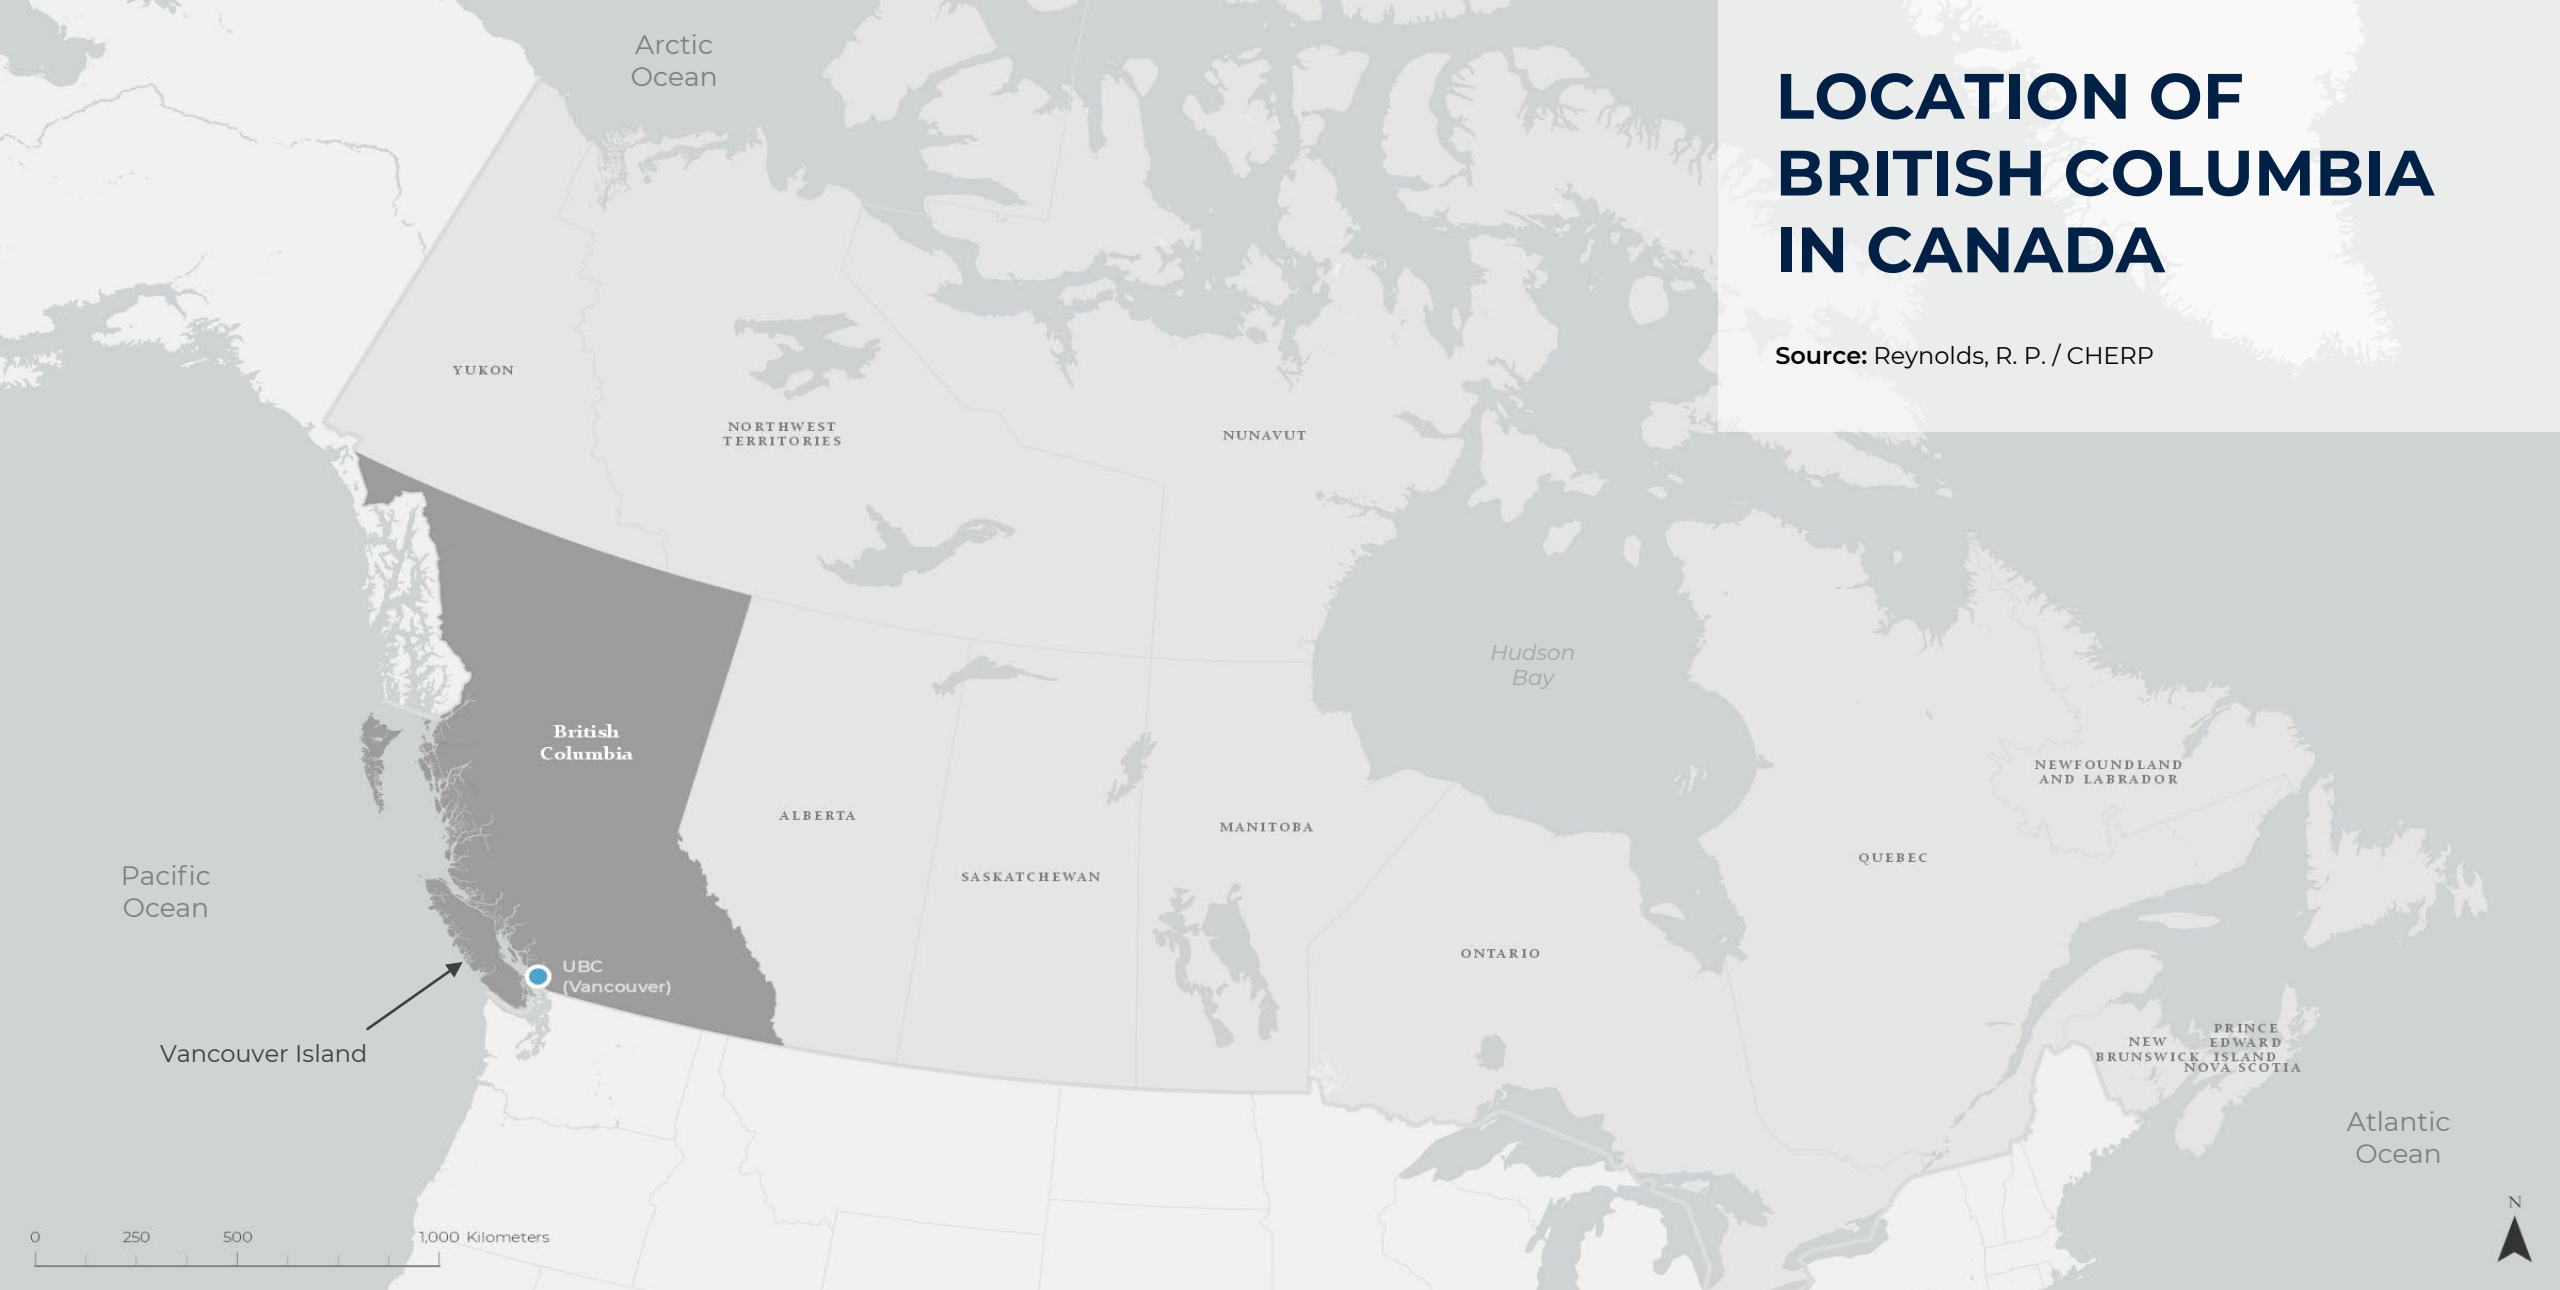 LOCATION OF
BRITISH COLUMBIA
IN CANADA
Source: Reynolds, R. P. / CHERP
Arctic
Ocean
YUKON
NORTHWEST
TERRITORIES
NUNAVUT
Hudson
Bay
British
Columbia
ALBERTA
SASKATCHEWAN
MANITOBA
ONTARIO
QUEBEC
NEWFOUNDLAND
AND LABRADOR
Pacific
Ocean
UBC
(Vancouver)
Vancouver Island
NEW
BRUNSWICK
PRINCE
EDWARD
ISLAND
NOVA SCOTIA
Atlantic
Ocean
N
0 250 500 1,000 Kilometers